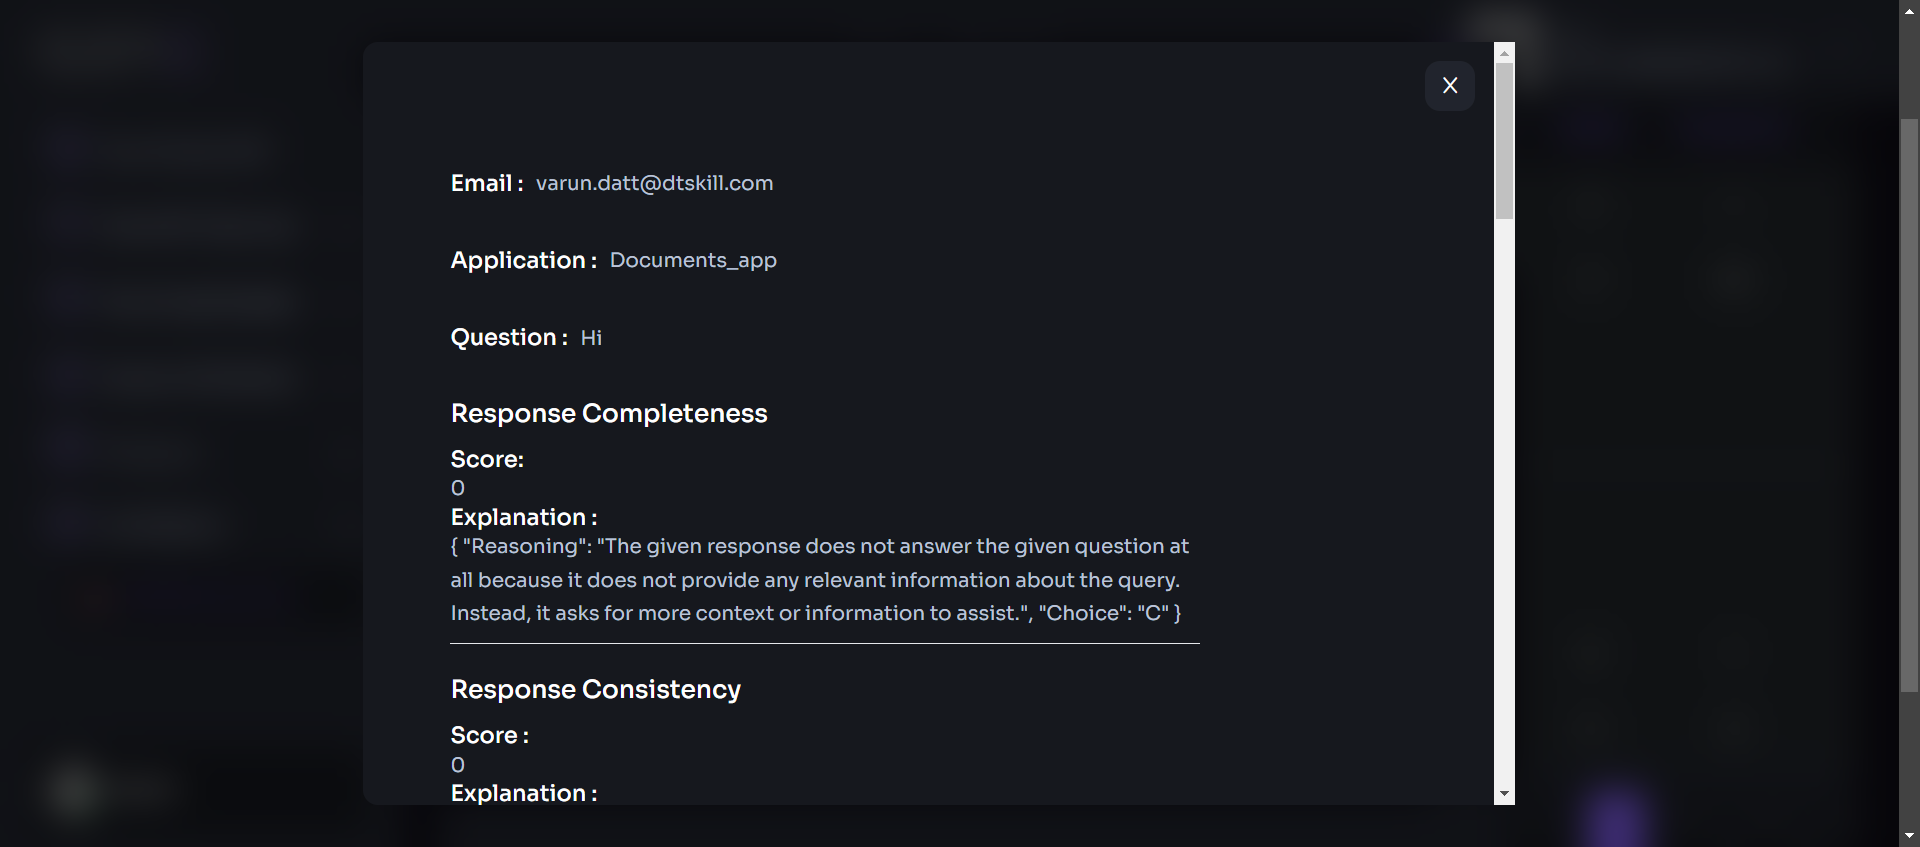 X
Email : varun.datt@dtskill.com
Application : Documents_app
Question : Hi
Response Completeness
Score:
0
Explanation :
{ "Reasoning": "The given response does not answer the given question at
all because it does not provide any relevant information about the query.
Instead, it asks for more context or information to assist.", "Choice": "C" }
Response Consistency
Score :
0
Explanation :